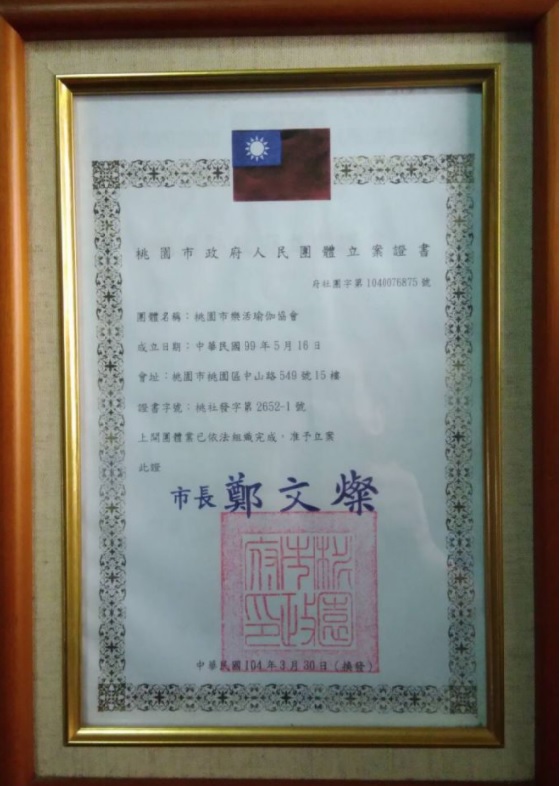 桃園市政府人民團體立案證書
府社團字第1040076875號
團體名稱：桃園市樂活瑜伽協會
成立日期：中華民國99年5月16日
會址：桃園市桃園區中山路549號15樓
證書字號：桃社發字第2652-1號
上開團體業已依法組織完成，准予立案
此證
市長 鄭文燦
桃園市政府印
中華民國104年3月30日（換發）